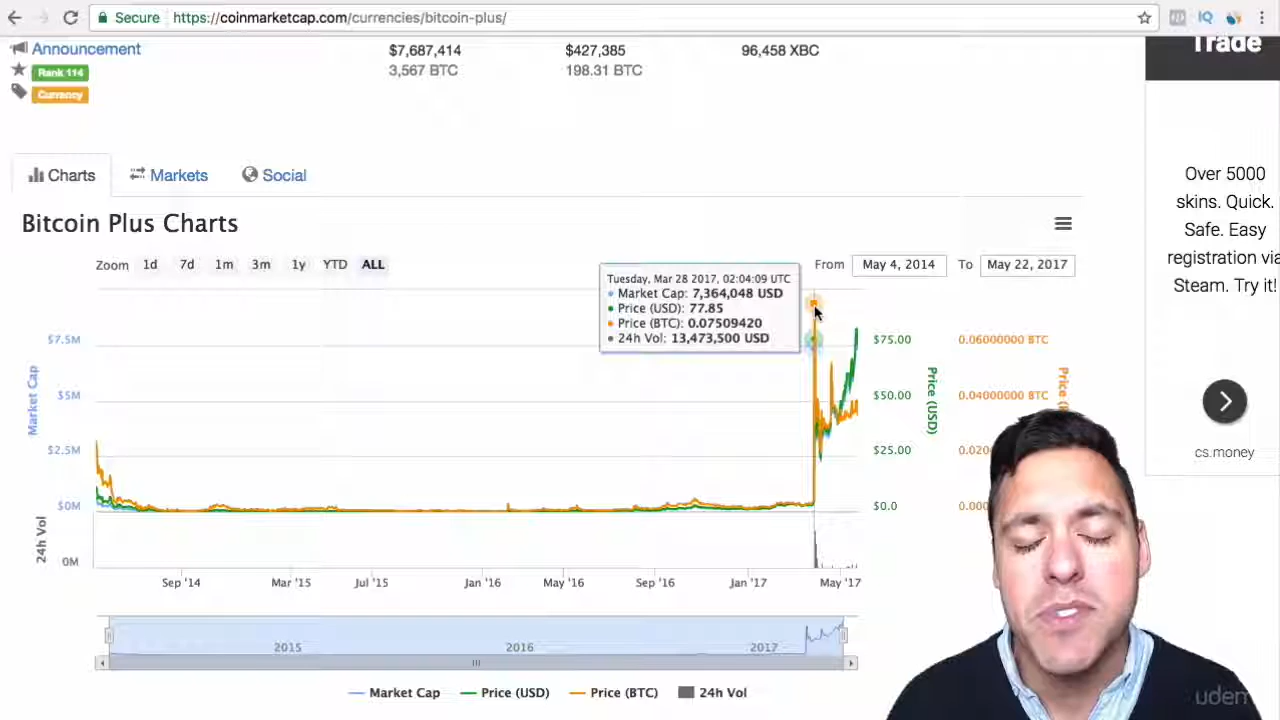 Secure https://coinmarketcap.com/currencies/bitcoin-plus/
IQ
Announcement $7,687,414 $427,385 96,458 XBC
Rank 114 3,567 BTC 198.31 BTC
Currency
Trade
Over 5000
skins. Quick.
Safe. Easy
registration via
Steam. Try it!
cs.money
Charts Markets Social
Bitcoin Plus Charts
Zoom 1d 7d 1m 3m 1y YTD ALL
From May 4, 2014 To May 22, 2017
Tuesday, Mar 28 2017, 02:04:09 UTC
Market Cap: 7,364,048 USD
Price (USD): 77.85
Price (BTC): 0.07509420
24h Vol: 13,473,500 USD
$7.5M $75.00 0.06000000 BTC
$5M $50.00 0.04000000 BTC
$2.5M $25.00 0.020
$0M $0.0 0.000
0M
Market Cap
24h Vol
Price (USD)
Sep '14 Mar '15 Jul '15 Jan '16 May '16 Sep '16 Jan '17 May '17
2015 2016 2017
Market Cap Price (USD) Price (BTC) 24h Vol